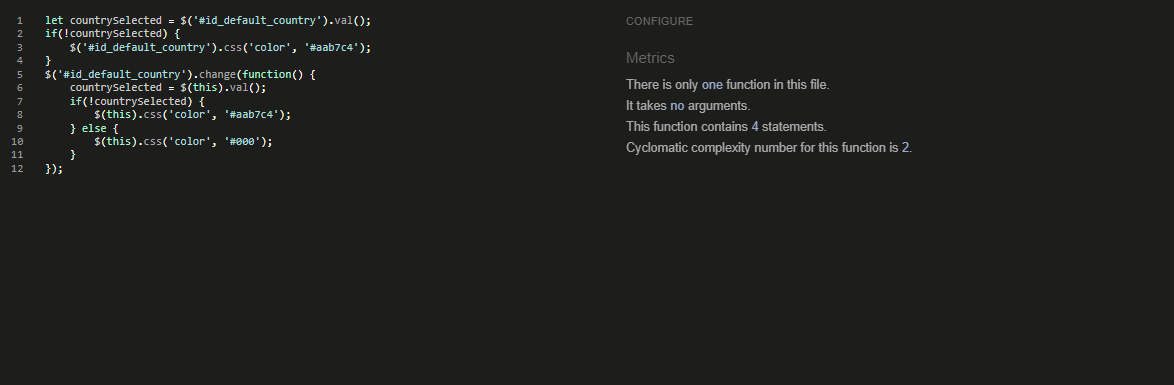 1 let countrySelected = $('#id_default_country').val();
2 if(!countrySelected) {
3 $('#id_default_country').css('color', '#aab7c4');
4 }
5 $('#id_default_country').change(function() {
6 countrySelected = $(this).val();
7 if(!countrySelected) {
8 $(this).css('color', '#aab7c4');
9 } else {
10 $(this).css('color', '#000');
11 }
12 });
CONFIGURE
Metrics
There is only one function in this file.
It takes no arguments.
This function contains 4 statements.
Cyclomatic complexity number for this function is 2.